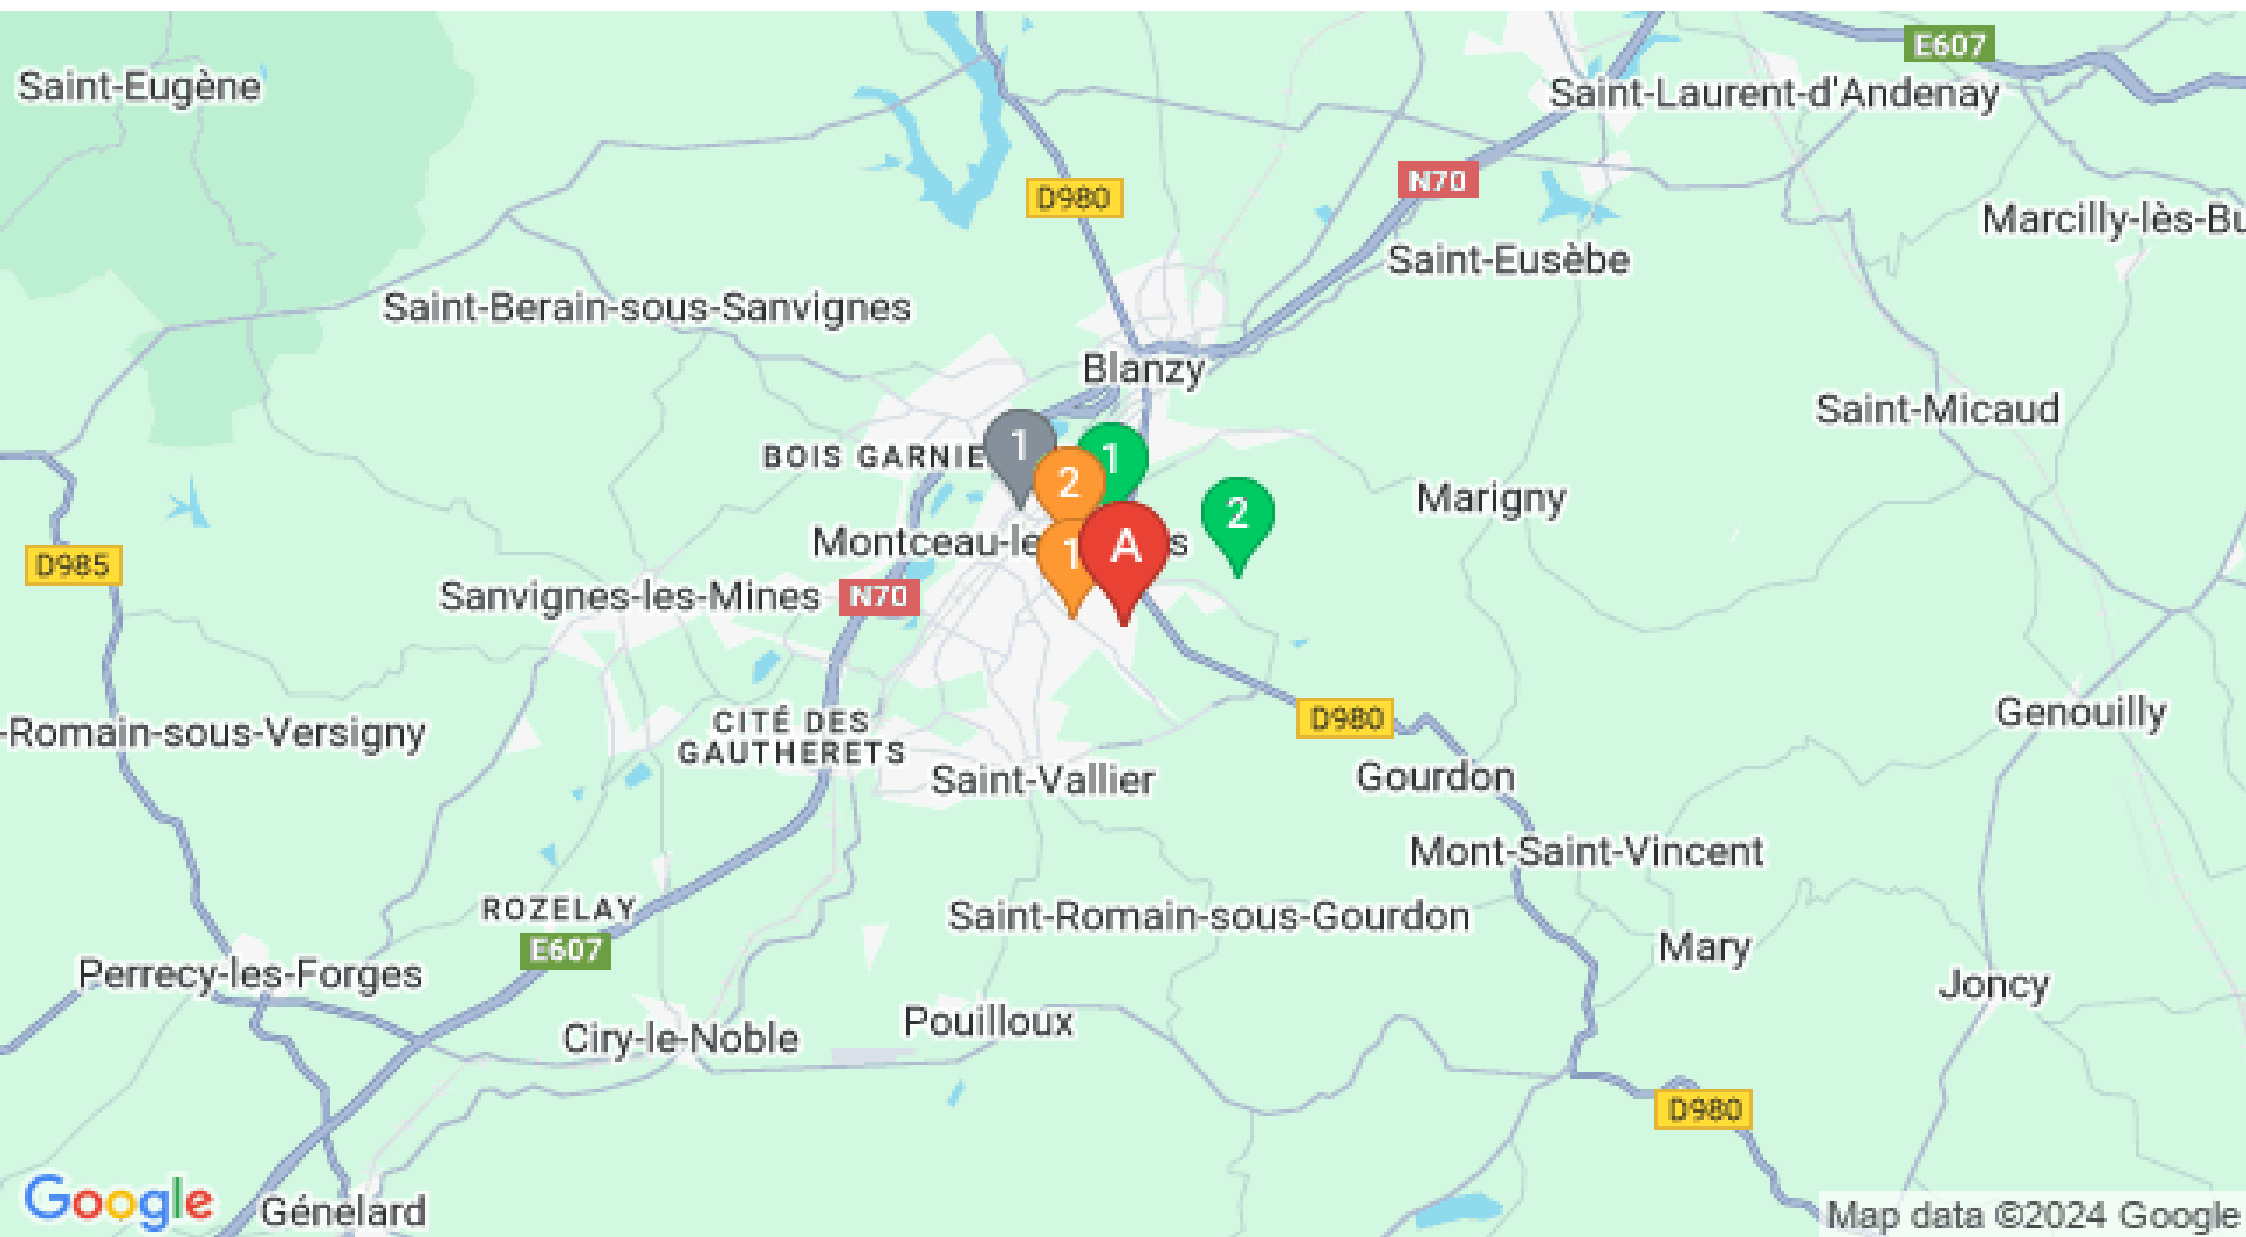 E607
Saint-Eugène
Saint-Laurent-d'Andenay
N70
D980
Marcilly-lès-Bu
Saint-Eusèbe
Saint-Berain-sous-Sanvignes
Blanzy
Saint-Micaud
1
1
BOIS GARNIE
2
Marigny
2
Montceau-le
s
1
A
D985
Sanvignes-les-Mines
N70
-Romain-sous-Versigny
CITÉ DES
GAUTHERETS
D980
Genouilly
Saint-Vallier
Gourdon
Mont-Saint-Vincent
ROZELAY
Saint-Romain-sous-Gourdon
E607
Mary
Perrecy-les-Forges
Joncy
Ciry-le-Noble
Pouilloux
D980
Google
Génelard
Map data ©2024 Google